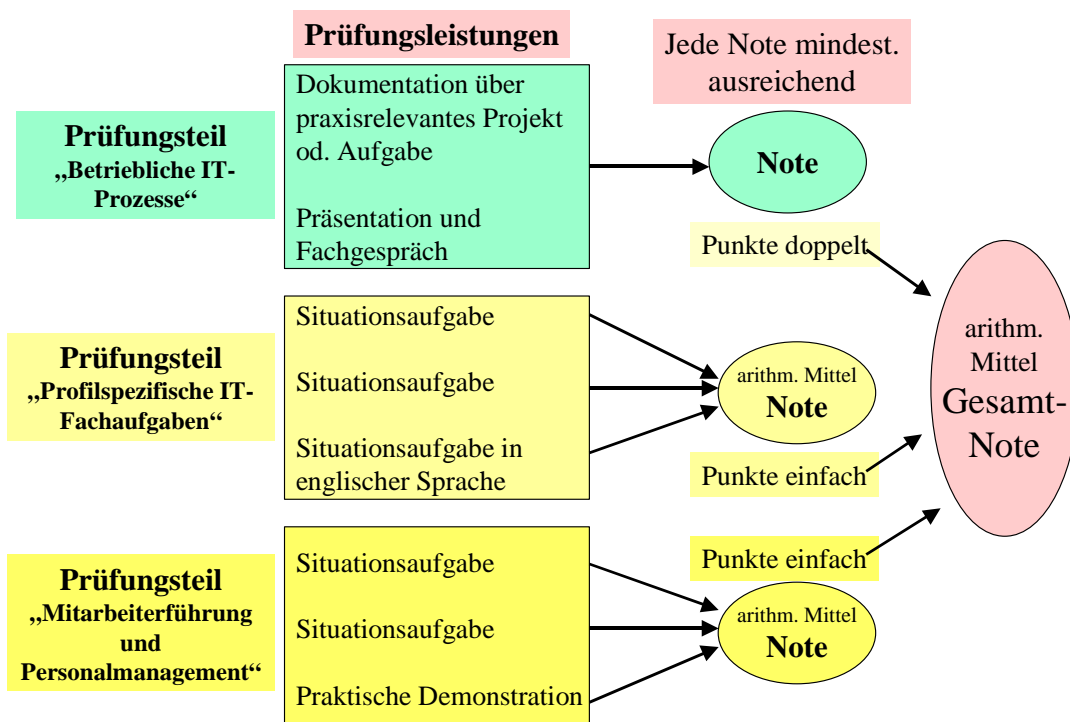 Prüfungsleistungen
Jede Note mindest.
ausreichend
Prüfungsteil
„Betriebliche IT-
Prozesse“
Dokumentation über
praxisrelevantes Projekt
od. Aufgabe
Präsentation und
Fachgespräch
Note
Punkte doppelt
Prüfungsteil
„Profilspezifische IT-
Fachaufgaben“
Situationsaufgabe
Situationsaufgabe
Situationsaufgabe in
englischer Sprache
arithm. Mittel
Note
Punkte einfach
arithm.
Mittel
Gesamt-
Note
Prüfungsteil
„Mitarbeiterführung
und
Personalmanagement“
Situationsaufgabe
Situationsaufgabe
Praktische Demonstration
Punkte einfach
arithm. Mittel
Note